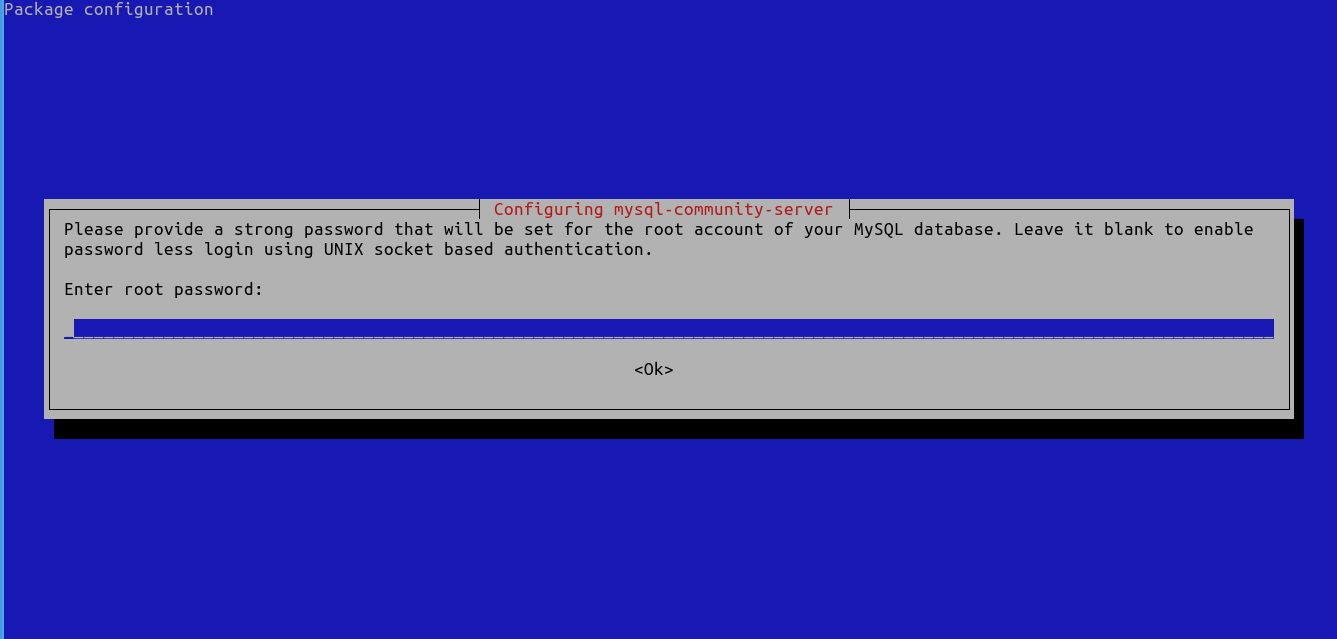 Package configuration
Configuring mysql-community-server
Please provide a strong password that will be set for the root account of your MySQL database. Leave it blank to enable
password less login using UNIX socket based authentication.
Enter root password:
<Ok>